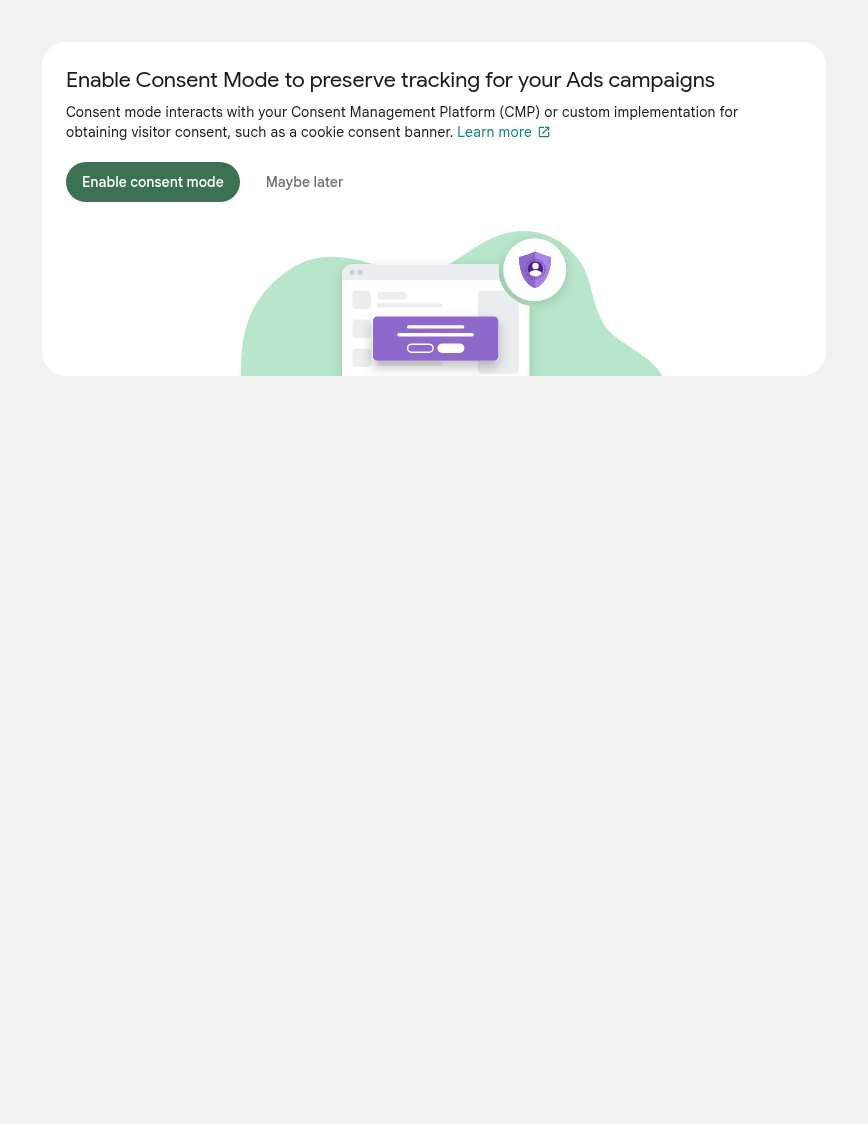 Enable Consent Mode to preserve tracking for your Ads campaigns
Consent mode interacts with your Consent Management Platform (CMP) or custom implementation for
obtaining visitor consent, such as a cookie consent banner. Learn more
Enable consent mode
Maybe later